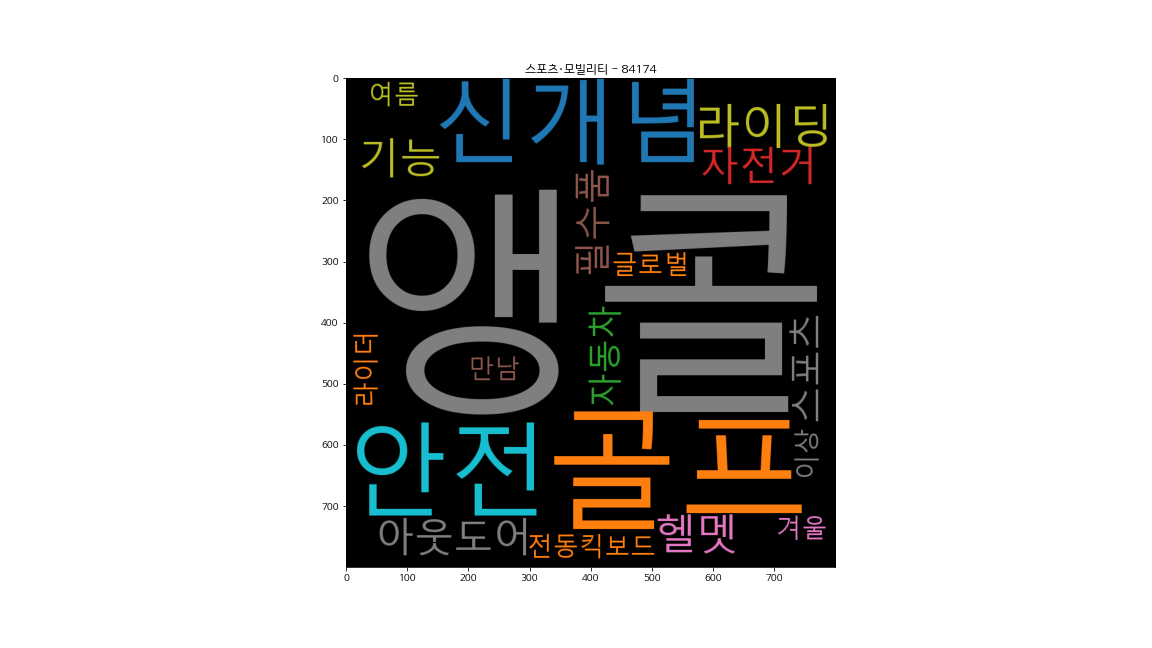 스포츠·모빌리티 - 84174
0
100
200
300
400
500
600
700
여름
신개념
라이딩
기능
자전거
필수품
앵콜
글로벌
자동차
스포츠
라이더
만남
안전
골프
이상
아웃도어
전동킥보드
헬멧
겨울
0 100 200 300 400 500 600 700